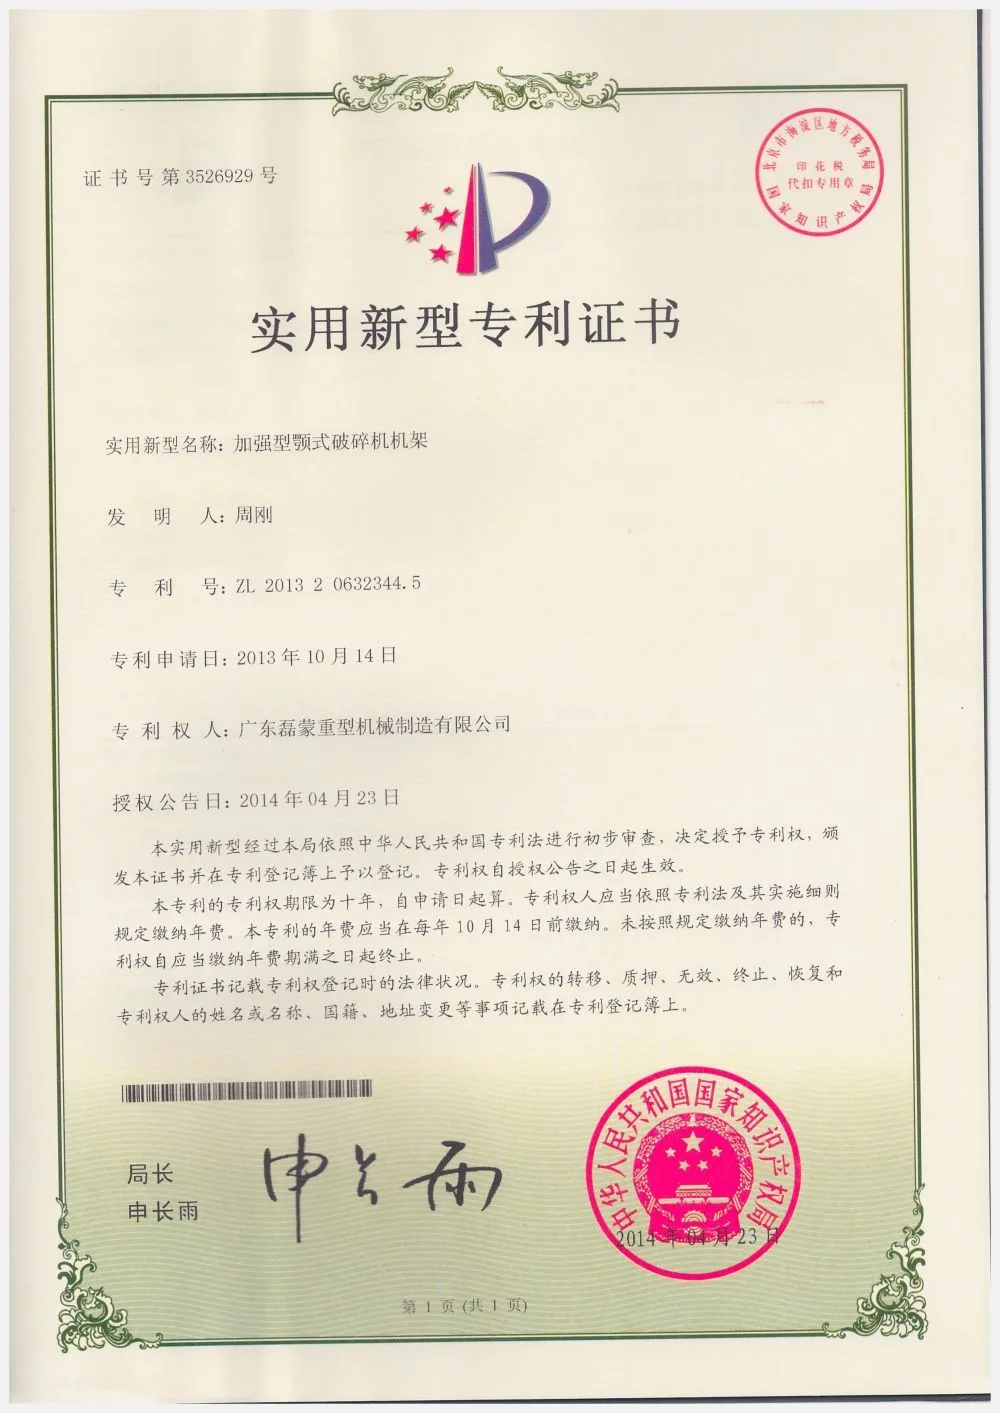 证书号第3526929号
北京市海淀区地方税务局
印花税
代扣专用章
国家知识产权局
实用新型专利证书
实用新型名称：加强型颚式破碎机机架
发明人：周刚
专利号：ZL 2013 2 0632344.5
专利申请日：2013年10月14日
专利权人：广东磊蒙重型机械制造有限公司
授权公告日：2014年04月23日
本实用新型经过本局依照中华人民共和国专利法进行初步审查，决定授予专利权，颁
发本证书并在专利登记簿上予以登记。专利权自授权公告之日起生效。
本专利的专利权期限为十年，自申请日起算。专利权人应当依照专利法及其实施细则
规定缴纳年费。本专利的年费应当在每年10月14日前缴纳。未按照规定缴纳年费的，专
利权自应当缴纳年费期满之日起终止。
专利证书记载专利权登记时的法律状况。专利权的转移、质押、无效、终止、恢复和
专利权人的姓名或名称、国籍、地址变更等事项记载在专利登记簿上。
局长
申长雨
申长雨
中华人民共和国国家知识产权局
2014年04月23日
第1页(共1页)